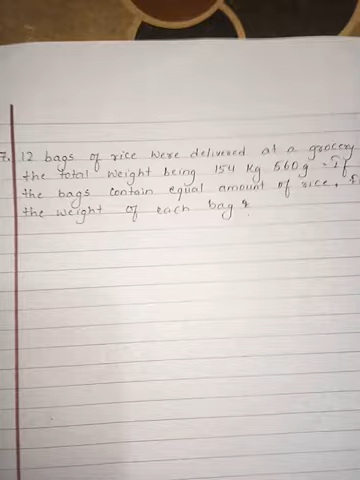 7. 12 bags of rice were delivered at a grocery
the total weight being 154 kg 560g. If
the bags contain equal amount of rice,
the weight of each bag ?